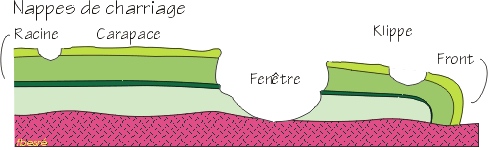 Nappes de charriage
Racine
Carapace
Klippe
Front
Fenêtre